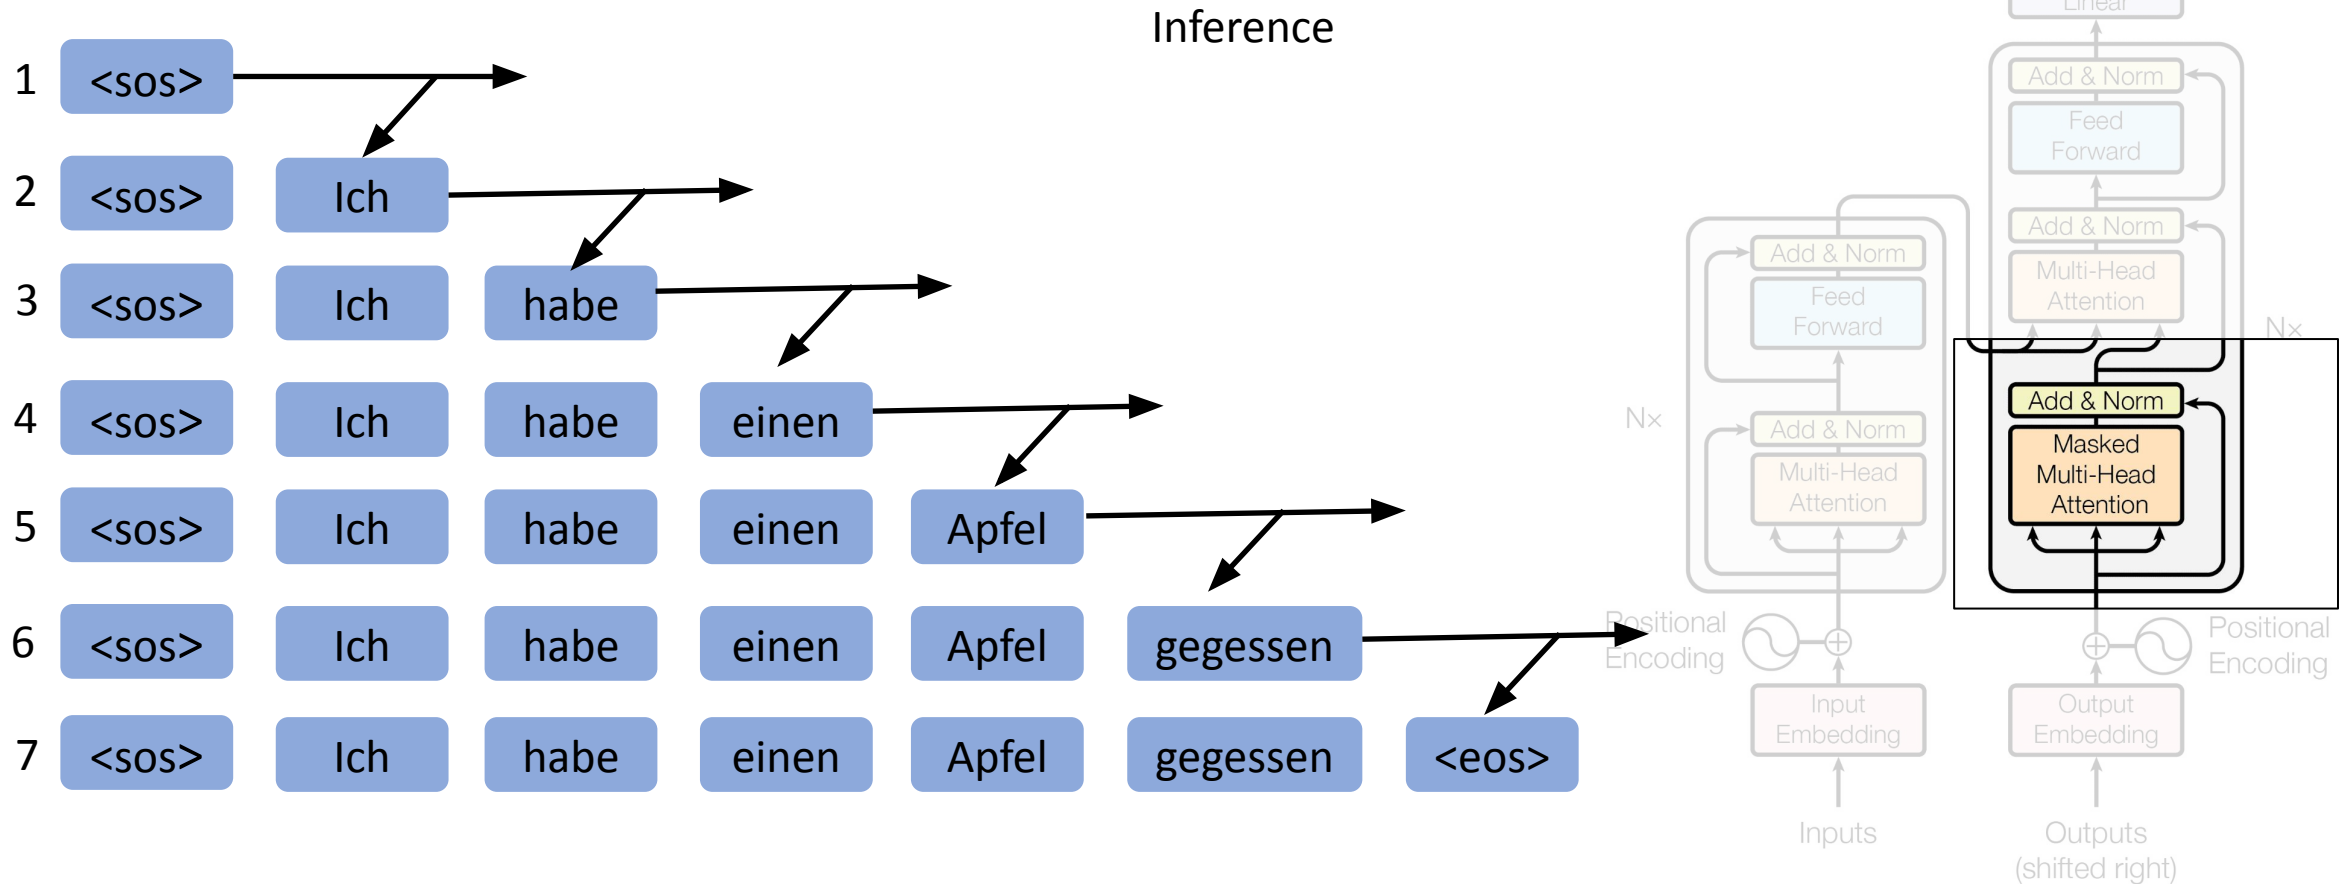 Inference
1 <sos>
2 <sos> Ich
3 <sos> Ich habe
4 <sos> Ich habe einen
5 <sos> Ich habe einen Apfel
6 <sos> Ich habe einen Apfel gegessen
7 <sos> Ich habe einen Apfel gegessen <eos>
Linear
Add & Norm
Feed
Forward
Add & Norm
Multi-Head
Attention
N×
Add & Norm
Masked
Multi-Head
Attention
Add & Norm
Feed
Forward
N×
Add & Norm
Multi-Head
Attention
Positional
Encoding
Positional
Encoding
Input
Embedding
Output
Embedding
Inputs
Outputs
(shifted right)